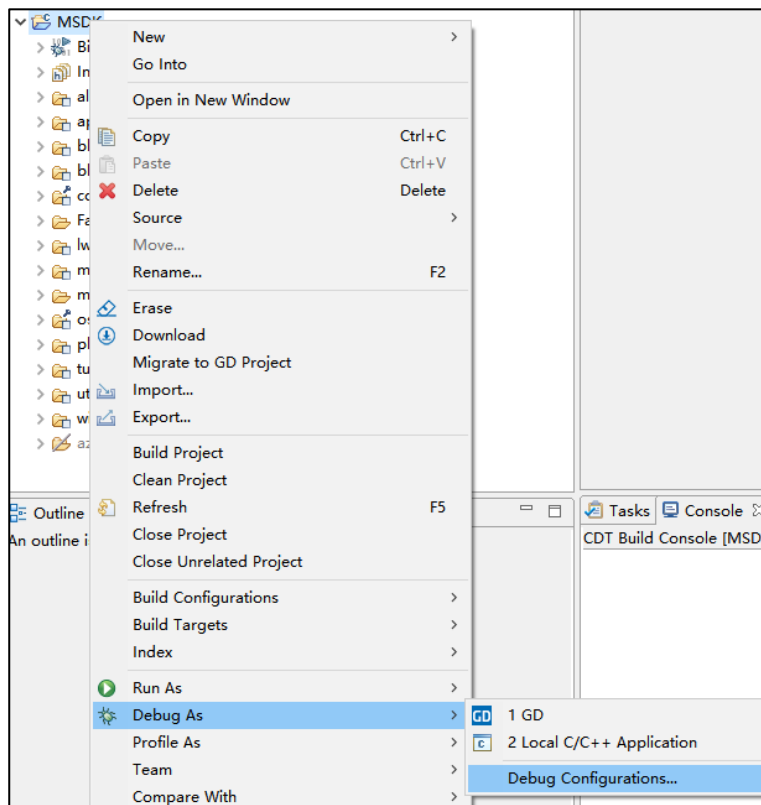 MSDK
New
Go Into
Open in New Window
Copy Ctrl+C
Paste Ctrl+V
Delete Delete
Source
Move...
Rename... F2
Erase
Download
Migrate to GD Project
Import...
Export...
Build Project
Clean Project
Refresh F5
Close Project
Close Unrelated Project
Build Configurations
Build Targets
Index
Run As
Debug As
Profile As
Team
Compare With
GD 1 GD
c 2 Local C/C++ Application
Debug Configurations...
Bi
In
al
ap
bl
bl
co
Fa
lw
m
m
os
pl
tu
ut
wi
az
Outline
An outline i
Tasks
Console
CDT Build Console [MSD